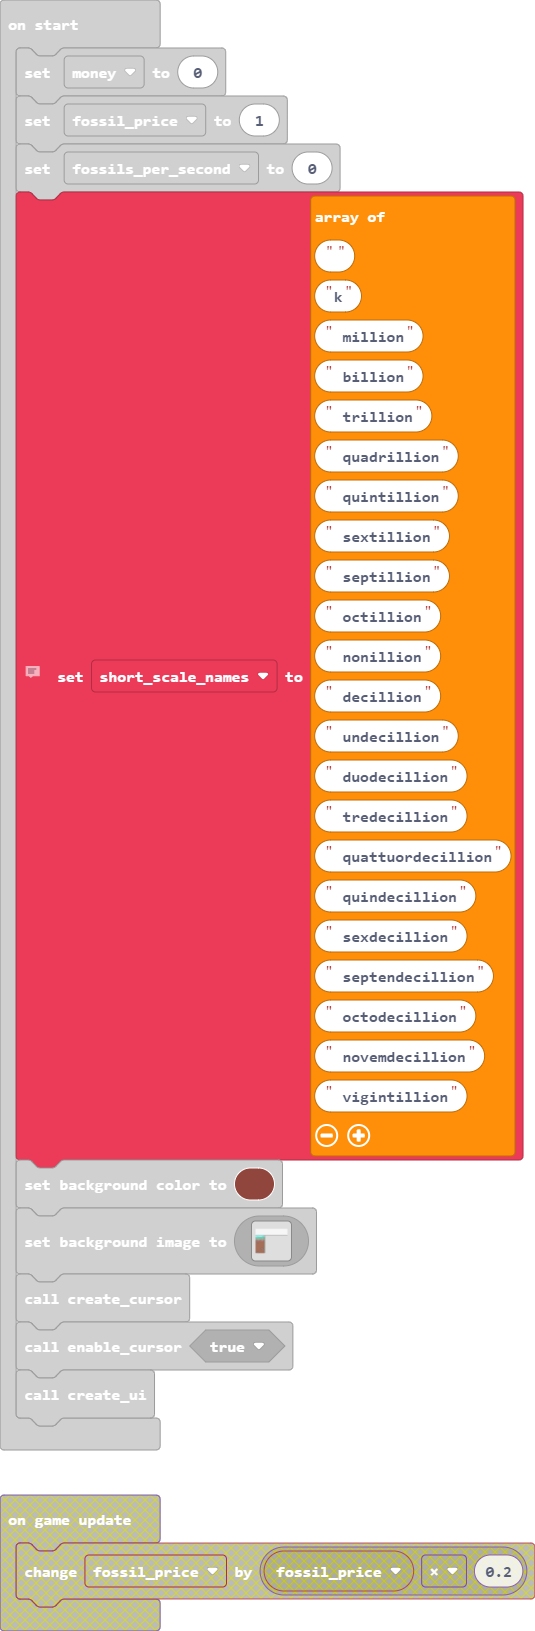 on start
set money to 0
set fossil_price to 1
set fossils_per_second to 0
array of
" "
"k"
" million"
" billion"
" trillion"
" quadrillion"
" quintillion"
" sextillion"
" septillion"
" octillion"
" nonillion"
set short_scale_names to
" decillion"
" undecillion"
" duodecillion"
" tredecillion"
" quattuordecillion"
" quindecillion"
" sexdecillion"
" septendecillion"
" octodecillion"
" novemdecillion"
" vigintillion"
set background color to
set background image to
call create_cursor
call enable_cursor true
call create_ui
on game update
change fossil_price by fossil_price × 0.2